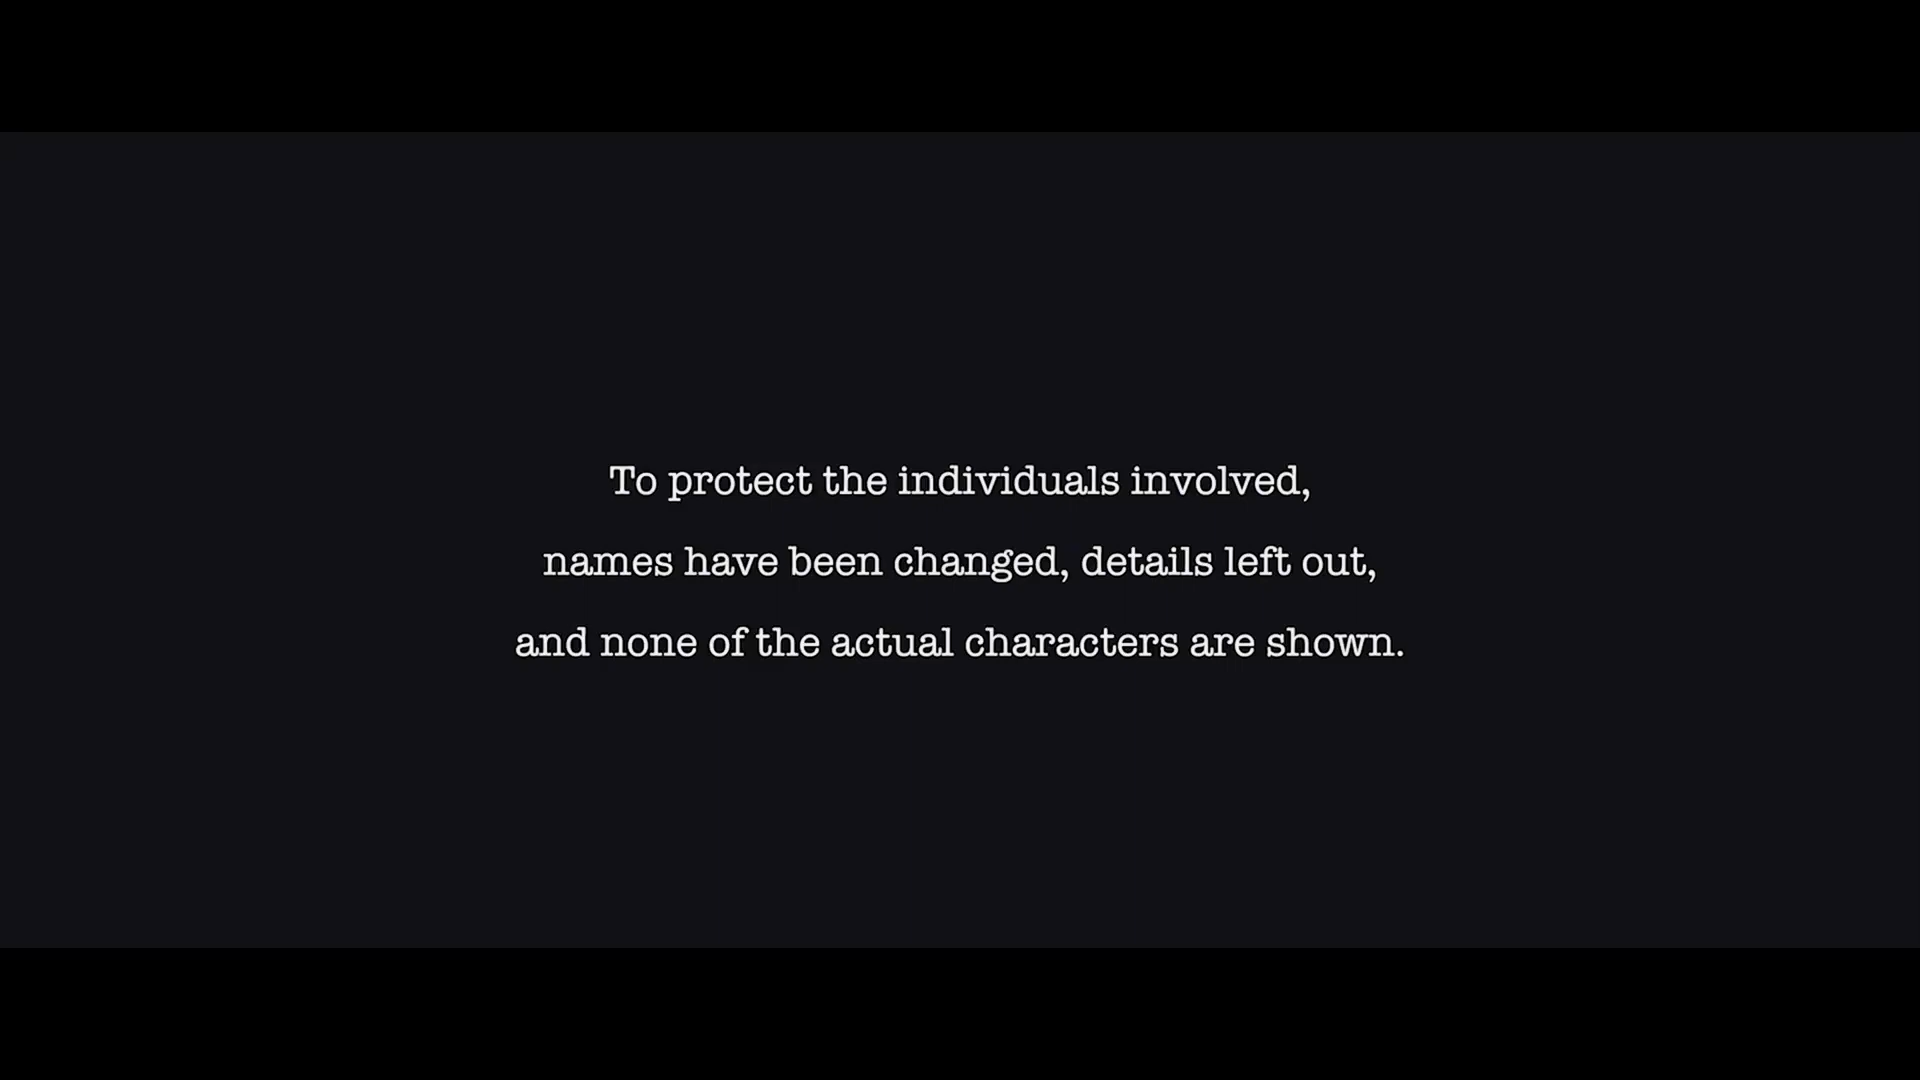 To protect the individuals involved,
names have been changed, details left out,
and none of the actual characters are shown.